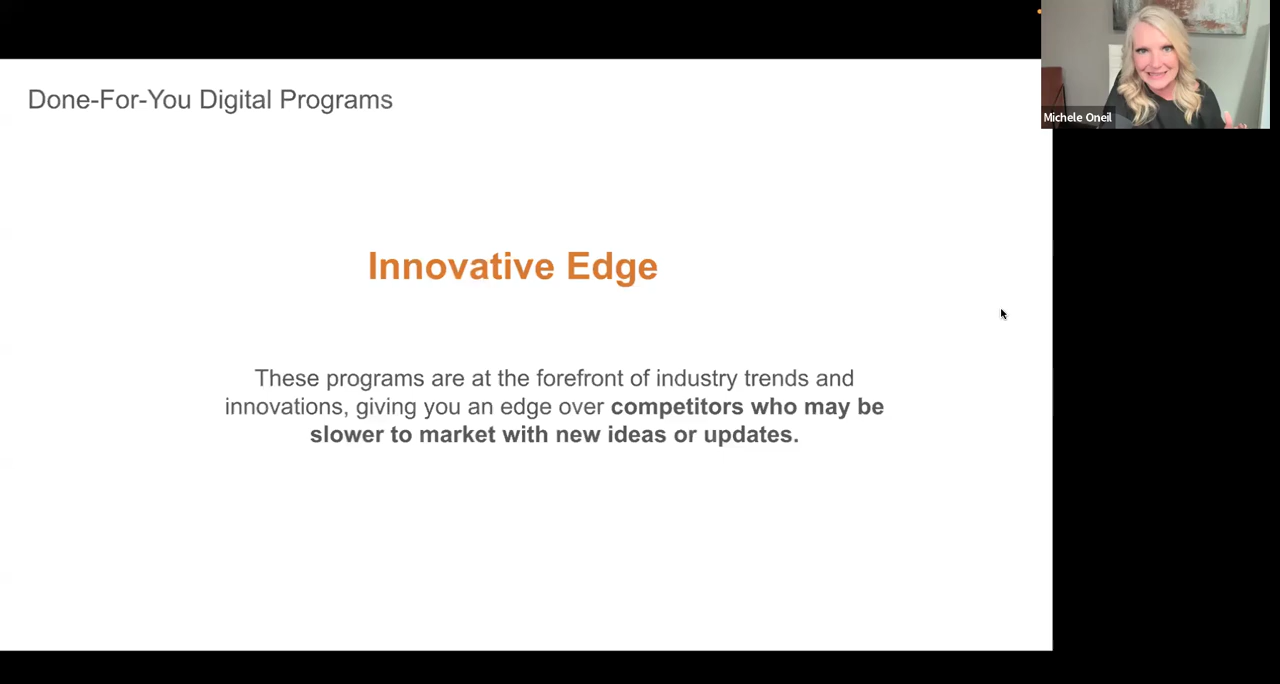 Done-For-You Digital Programs
Michele Oneil
Innovative Edge
These programs are at the forefront of industry trends and
innovations, giving you an edge over competitors who may be
slower to market with new ideas or updates.